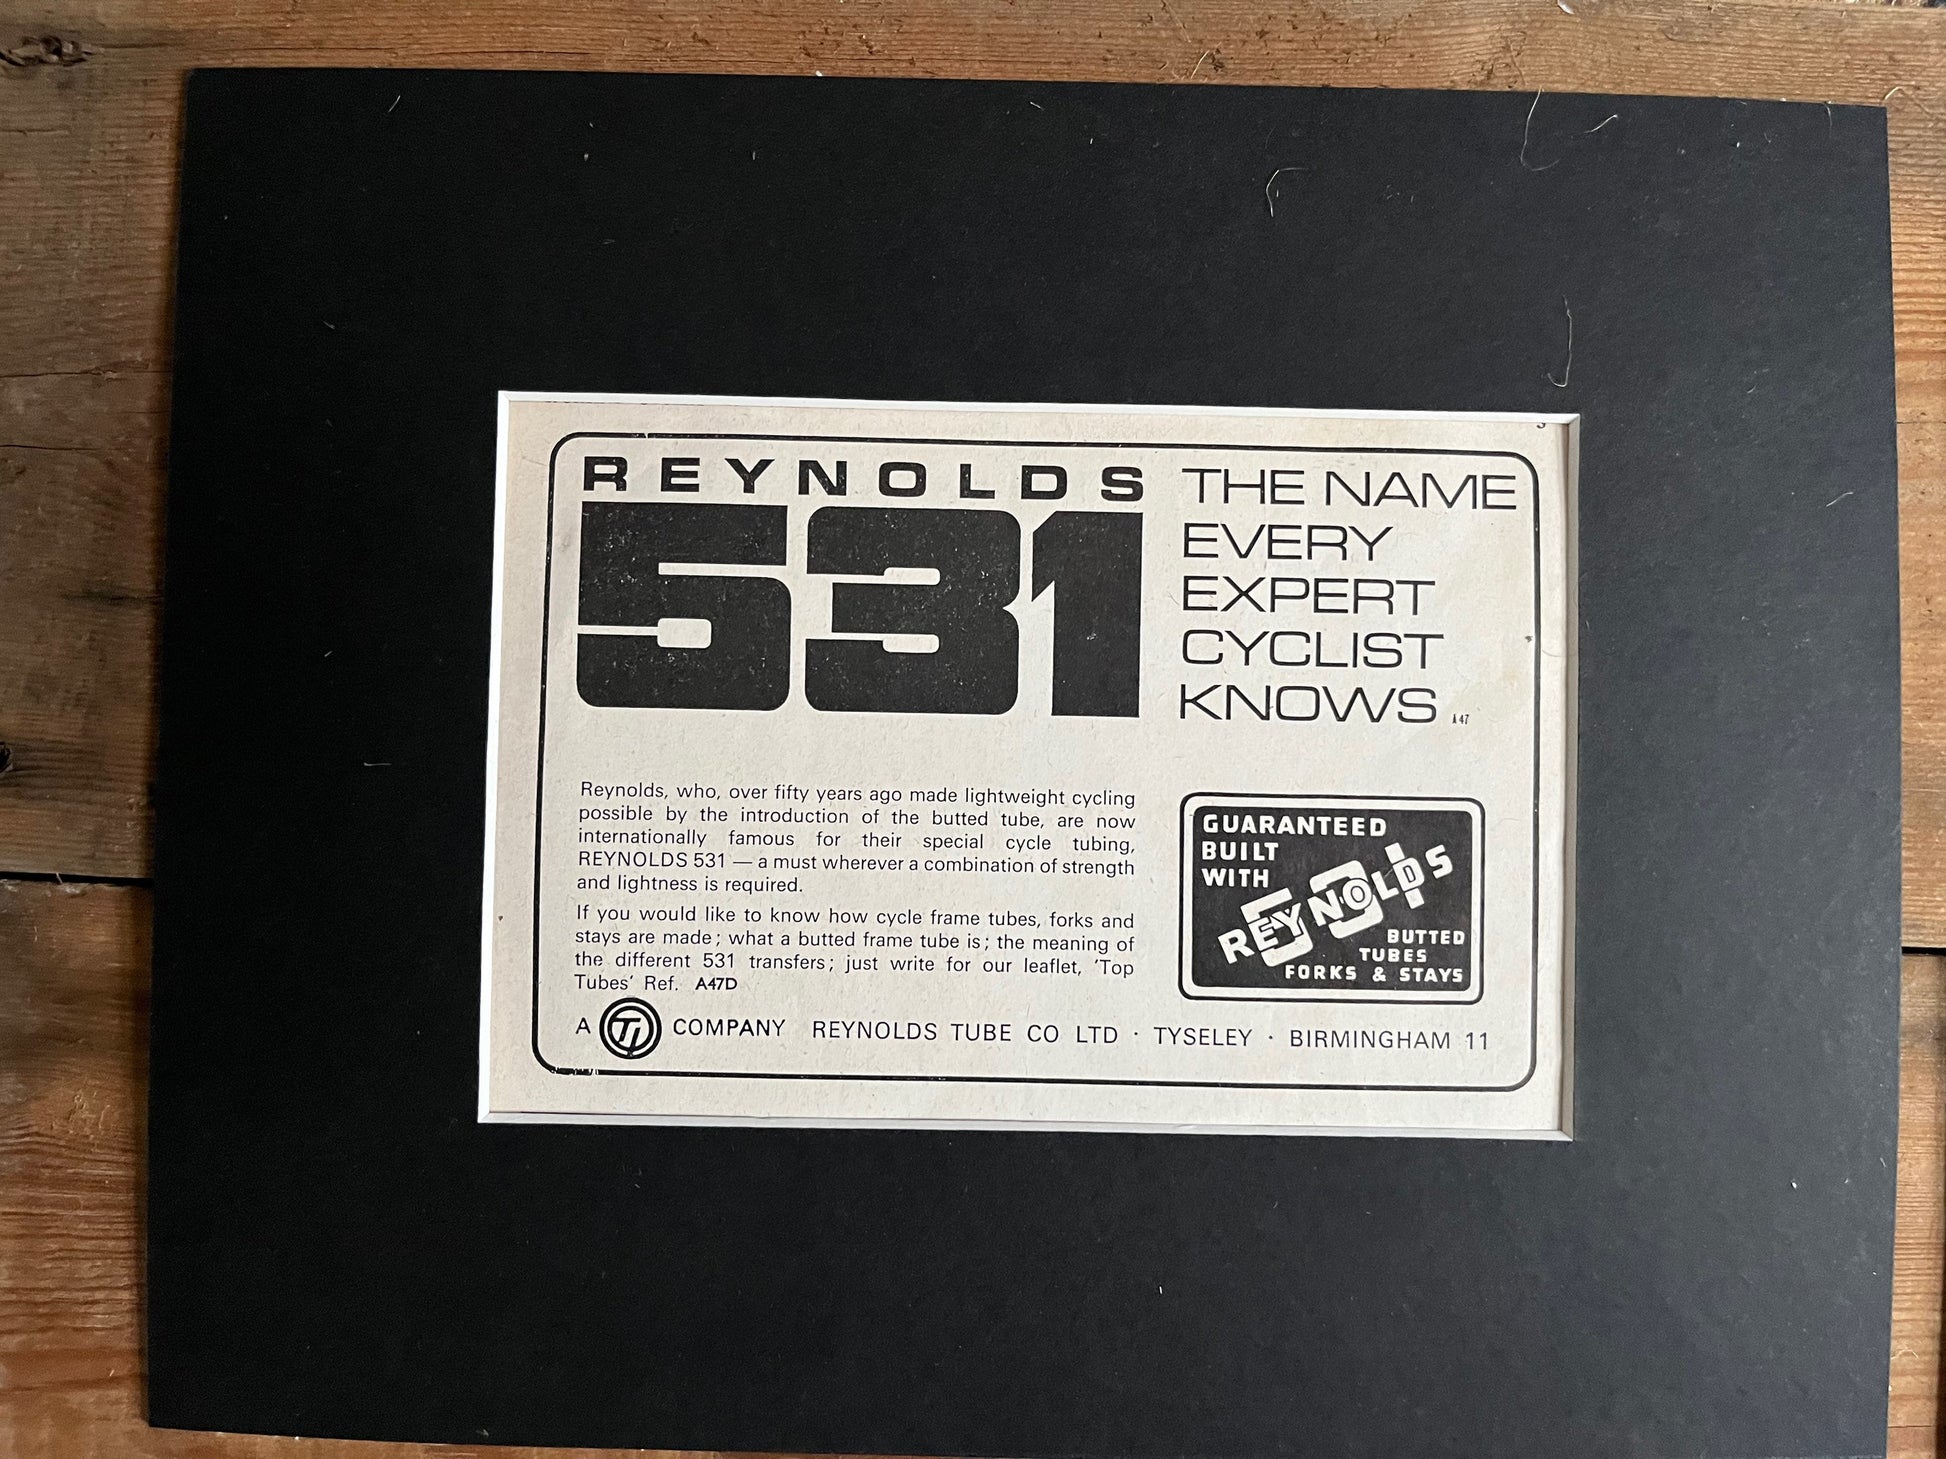 REYNOLDS
531
THE NAME
EVERY
EXPERT
CYCLIST
KNOWS A47
Reynolds, who, over fifty years ago made lightweight cycling
possible by the introduction of the butted tube, are now
internationally famous for their special cycle tubing,
REYNOLDS 531 — a must wherever a combination of strength
and lightness is required.
If you would like to know how cycle frame tubes, forks and
stays are made; what a butted frame tube is; the meaning of
the different 531 transfers; just write for our leaflet, 'Top
Tubes' Ref. A47D
GUARANTEED
BUILT
WITH
REYNOLDS
531
BUTTED
TUBES
FORKS & STAYS
A TI COMPANY REYNOLDS TUBE CO LTD · TYSELEY · BIRMINGHAM 11